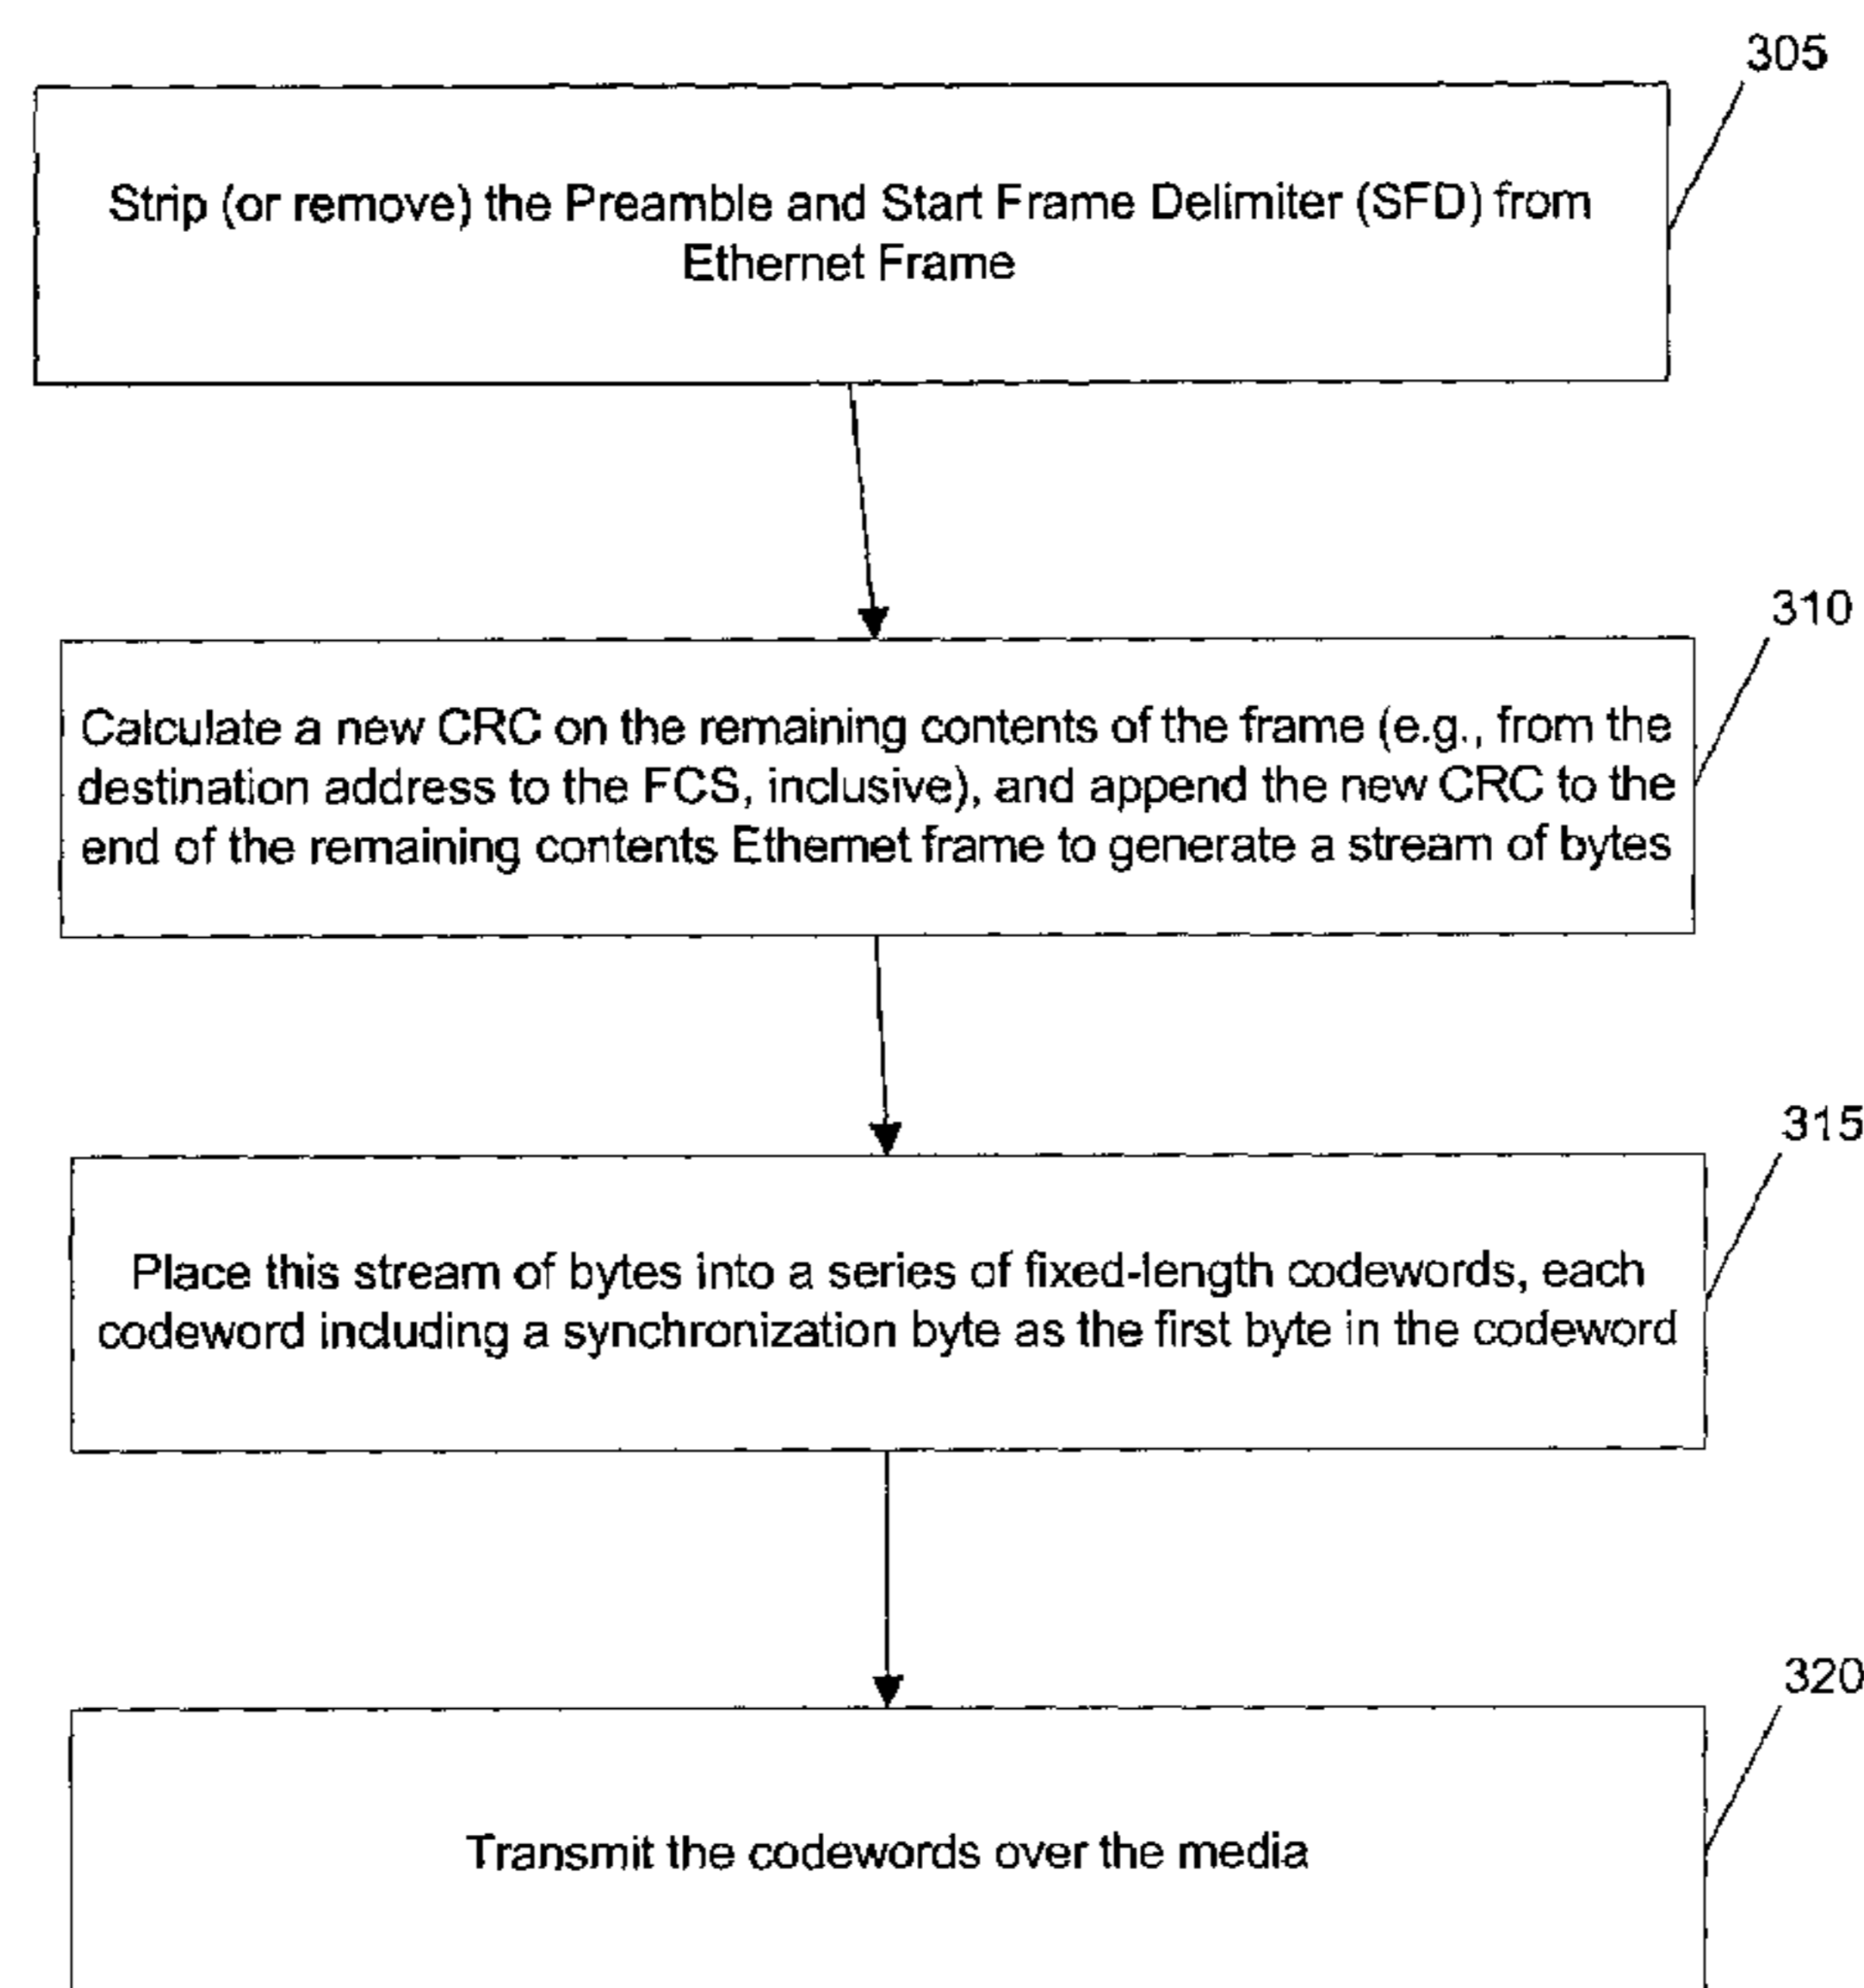 305
Strip (or remove) the Preamble and Start Frame Delimiter (SFD) from
Ethernet Frame
310
Calculate a new CRC on the remaining contents of the frame (e.g., from the
destination address to the FCS, inclusive), and append the new CRC to the
end of the remaining contents Ethernet frame to generate a stream of bytes
315
Place this stream of bytes into a series of fixed-length codewords, each
codeword including a synchronization byte as the first byte in the codeword
320
Transmit the codewords over the media